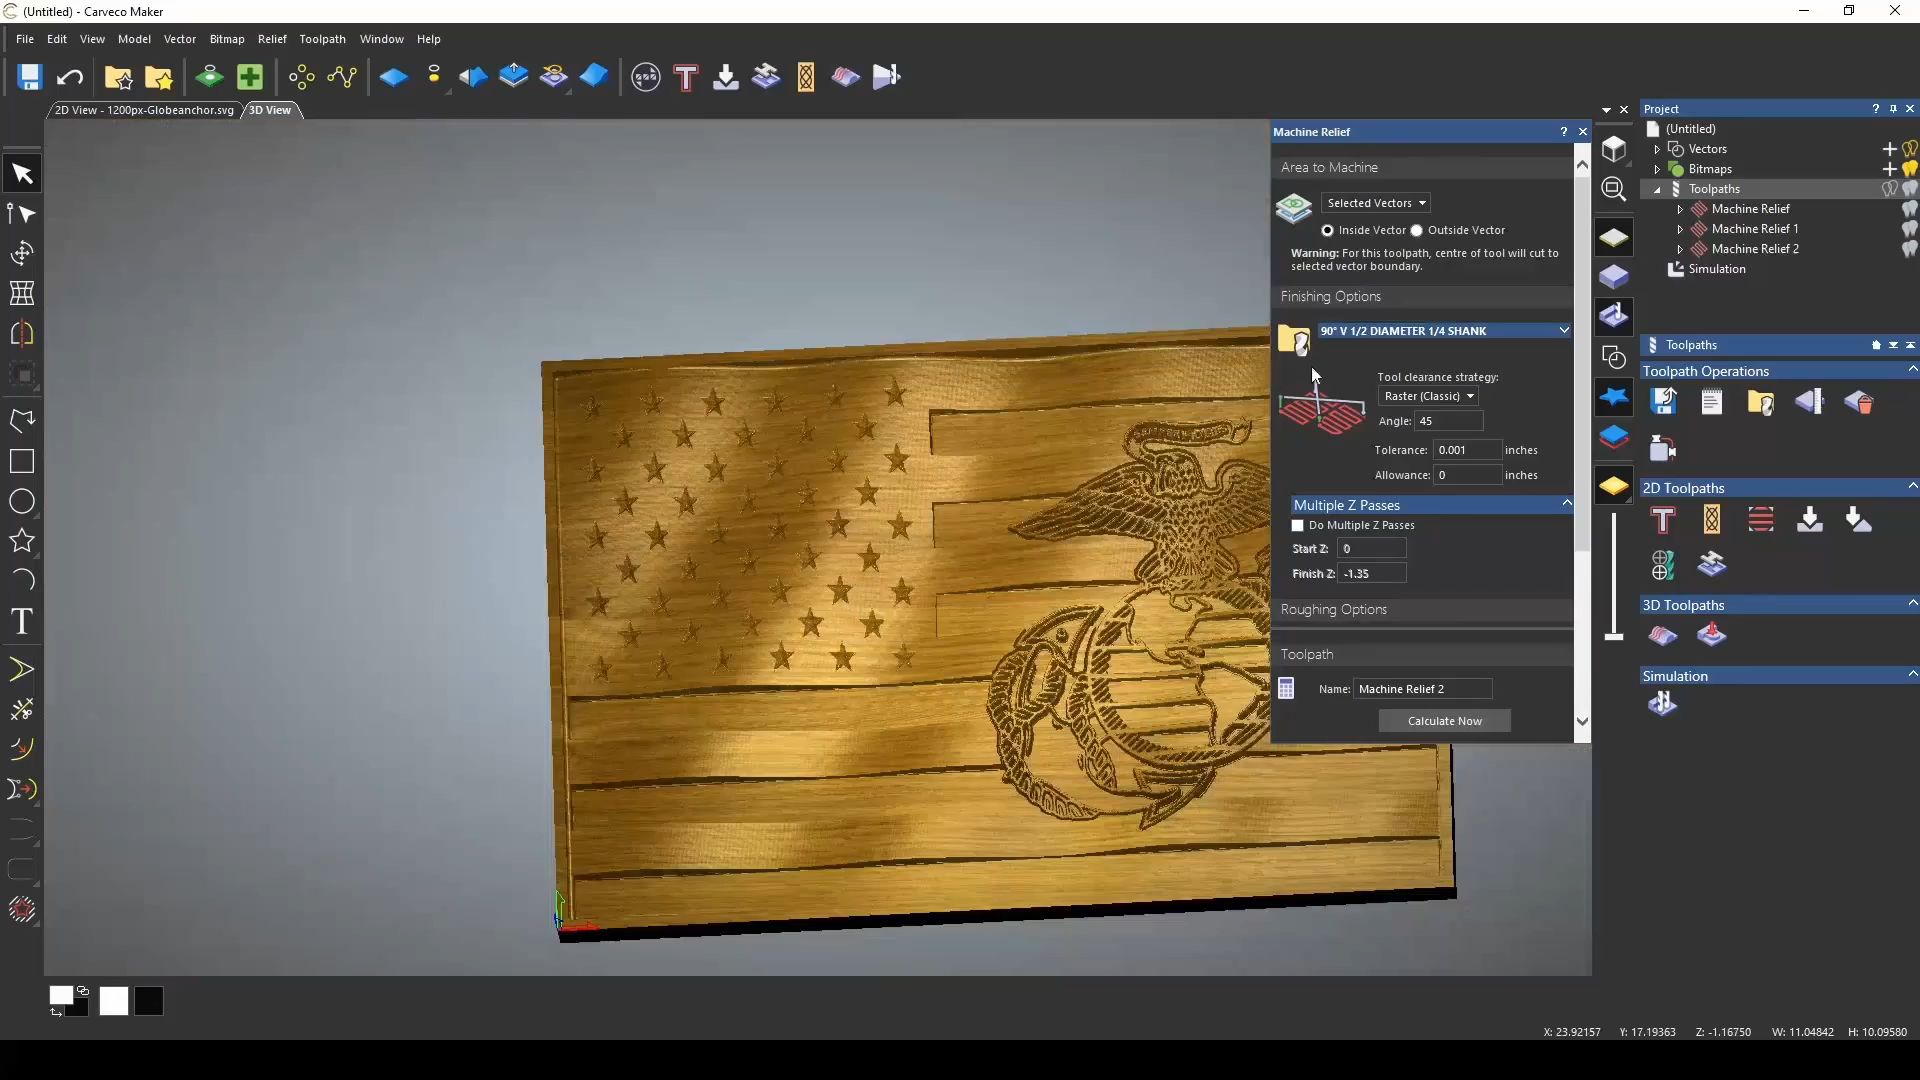 (Untitled) - Carveco Maker
File Edit View Model Vector Bitmap Relief Toolpath Window Help
2D View - 1200px-Globeanchor.svg 3D View
Machine Relief ?
Area to Machine
Selected Vectors
Inside Vector Outside Vector
Warning: For this toolpath, centre of tool will cut to
selected vector boundary.
Finishing Options
90° V 1/2 DIAMETER 1/4 SHANK
Tool clearance strategy:
Raster (Classic)
Angle: 45
Tolerance: 0.001 inches
Allowance: 0 inches
Multiple Z Passes
Do Multiple Z Passes
Start Z: 0
Finish Z: -1.35
Roughing Options
Toolpath
Name: Machine Relief 2
Calculate Now
Project ?
(Untitled)
Vectors
Bitmaps
Toolpaths
Machine Relief
Machine Relief 1
Machine Relief 2
Simulation
Toolpaths
Toolpath Operations
2D Toolpaths
3D Toolpaths
Simulation
X: 23.92157 Y: 17.19363 Z: -1.16750 W: 11.04842 H: 10.09580